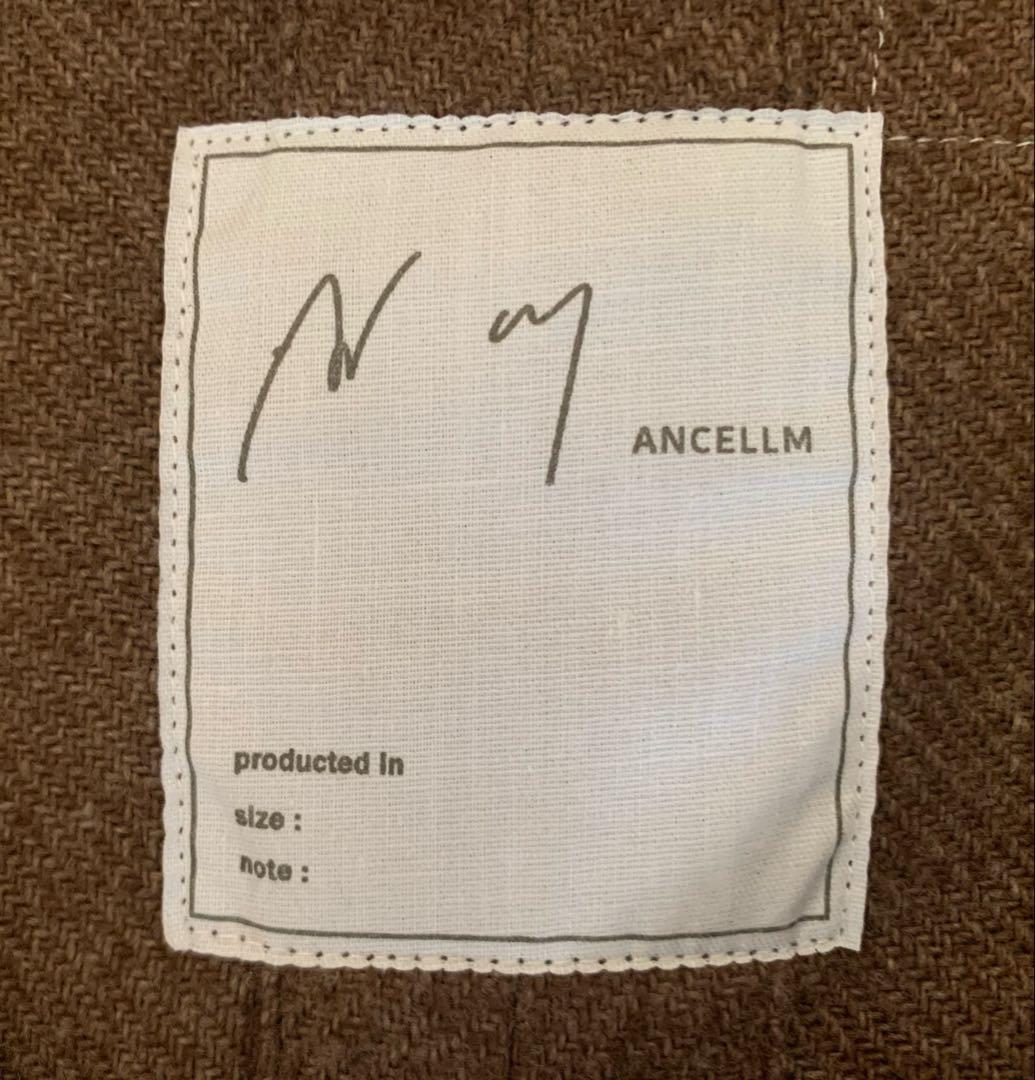 ANCELLM
producted in
size :
note :